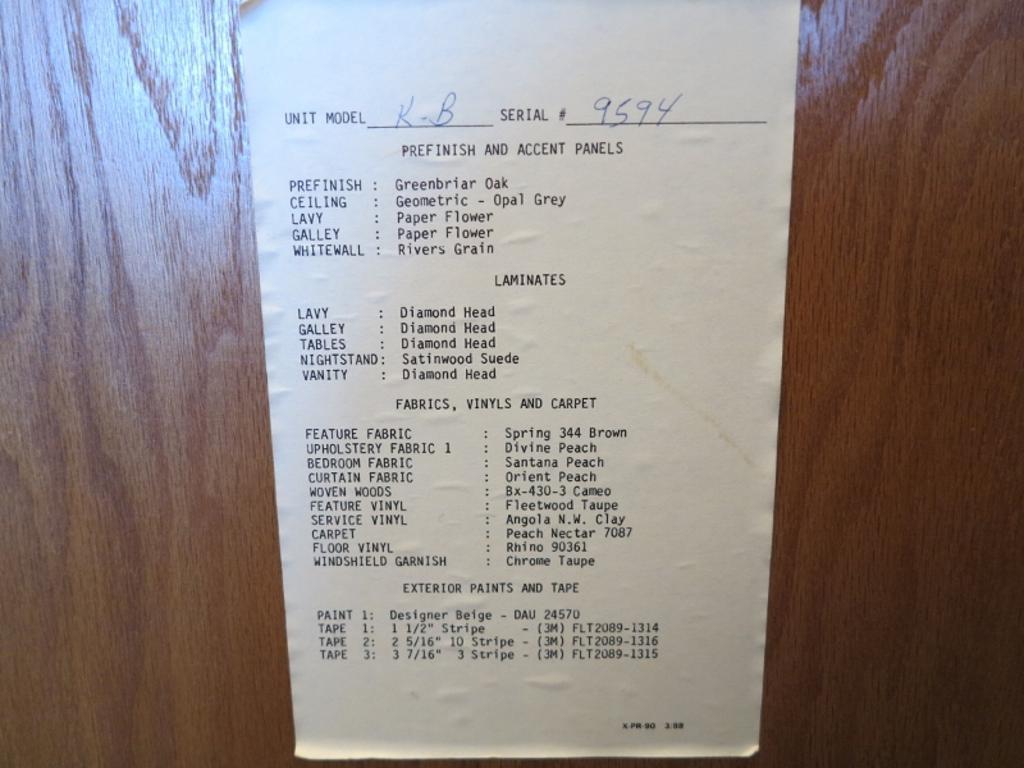 UNIT MODEL K-B SERIAL # 9594
PREFINISH AND ACCENT PANELS
PREFINISH : Greenbriar Oak
CEILING : Geometric - Opal Grey
LAVY : Paper Flower
GALLEY : Paper Flower
WHITEWALL : Rivers Grain
LAMINATES
LAVY : Diamond Head
GALLEY : Diamond Head
TABLES : Diamond Head
NIGHTSTAND: Satinwood Suede
VANITY : Diamond Head
FABRICS, VINYLS AND CARPET
FEATURE FABRIC : Spring 344 Brown
UPHOLSTERY FABRIC 1 : Divine Peach
BEDROOM FABRIC : Santana Peach
CURTAIN FABRIC : Orient Peach
WOVEN WOODS : Bx-430-3 Cameo
FEATURE VINYL : Fleetwood Taupe
SERVICE VINYL : Angola N.W. Clay
CARPET : Peach Nectar 7087
FLOOR VINYL : Rhino 90361
WINDSHIELD GARNISH : Chrome Taupe
EXTERIOR PAINTS AND TAPE
PAINT 1: Designer Beige - DAU 24570
TAPE 1: 1 1/2" Stripe - (3M) FLT2089-1314
TAPE 2: 2 5/16" 10 Stripe - (3M) FLT2089-1316
TAPE 3: 3 7/16" 3 Stripe - (3M) FLT2089-1315
X-PR-90 3/88